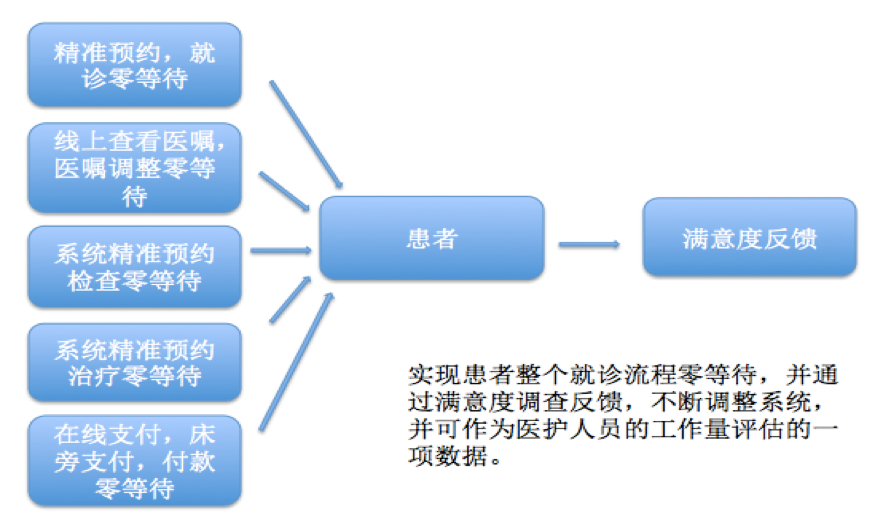 精准预约，就
诊零等待
线上查看医嘱，
医嘱调整零等
待
系统精准预约
检查零等待
系统精准预约
治疗零等待
在线支付，床
旁支付，付款
零等待
患者
满意度反馈
实现患者整个就诊流程零等待，并通
过满意度调查反馈，不断调整系统，
并可作为医护人员的工作量评估的一
项数据。